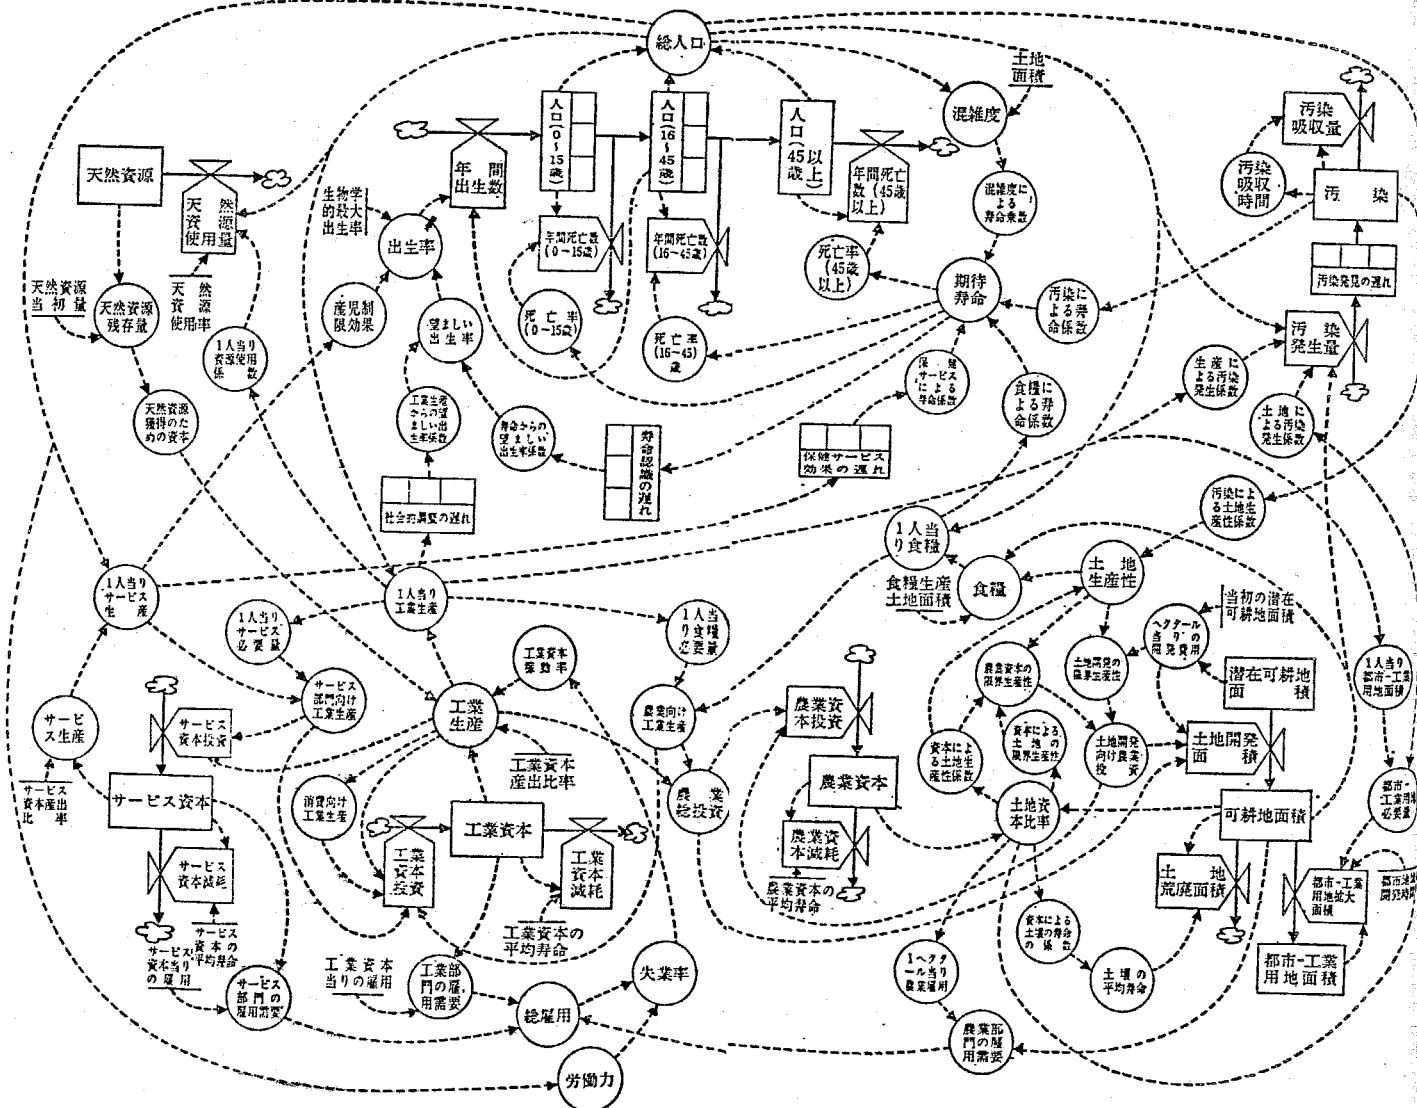 総人口
土地
面積
混雑度
人口(0~15歳)
人口(16~45歳)
人口(45歳以上)
年間
出生数
年間死亡
数(45歳
以上)
汚染
吸収量
汚染
吸収
時間
汚染
天然資源
天然
資源
使用量
生物学
的最大
出生率
出生率
年間死亡数
(0~15歳)
年間死亡数
(16~45歳)
死亡率
(45歳
以上)
混雑度に
よる
寿命乗数
期待
寿命
汚染発見の遅れ
天然資源
当初量
天然資源
残存量
天然
資源
使用率
1人当り
資源使用
係数
産児制
限効果
望ましい
出生率
死亡率
(0~15歳)
死亡率
(16~45)
歳
汚染に
よる寿
命係数
汚染
発生量
保健
サービス
による
寿命係数
食糧に
よる寿
命係数
生産に
よる汚染
発生係数
土地に
よる汚染
発生係数
天然資源
獲得のた
めの資本
工業生産
からの望
ましい出
生率係数
寿命からの
望ましい
出生率係数
寿命認識の遅れ
保健サービス
効果の遅れ
社会的調整の遅れ
汚染によ
る土地生
産性係数
1人当
り食糧
食糧生産
土地面積
食糧
土地
生産性
当初の潜在
可耕地面積
1人当り
サービス
生産
1人当り
工業生産
1人当り
サービス
必要量
1人当
り食糧
必要量
工業資本
稼動率
ヘクタール
当りの
開発費用
農業資本の
限界生産性
土地開発の
限界生産性
潜在可耕地
面積
1人当り
都市-工業
用地面積
サービ
ス生産
サービス
資本投資
サービス
部門向け
工業生産
工業
生産
農業向け
工業生産
農業資
本投資
資本によ
る土地生
産性係数
資本による
土地の
限界生産性
土地開発
向け農業
投資
土地開発
面積
サービス
資本産出
比率
サービス資本
消費向け
工業生産
工業資本
産出比率
農業
総投資
農業資本
土地資
本比率
可耕地面積
都市-
工業用地
必要量
サービス
資本減耗
工業
資本
投資
工業資本
工業
資本
減耗
農業資
本減耗
農業資本の
平均寿命
土地
荒廃面積
都市-工業
用地拡大
面積
サービス
資本の
平均寿命
サービス
資本当り
の雇用
サービス
部門の
雇用需要
工業資本
当りの雇用
工業部
門の雇
用需要
工業資本の
平均寿命
失業率
総雇用
労働力
1ヘクタ
ール当り
農業雇用
資本による
土壌の寿命
の係数
土壌の
平均寿命
都市-工業
用地面積
農業部
門の雇
用需要